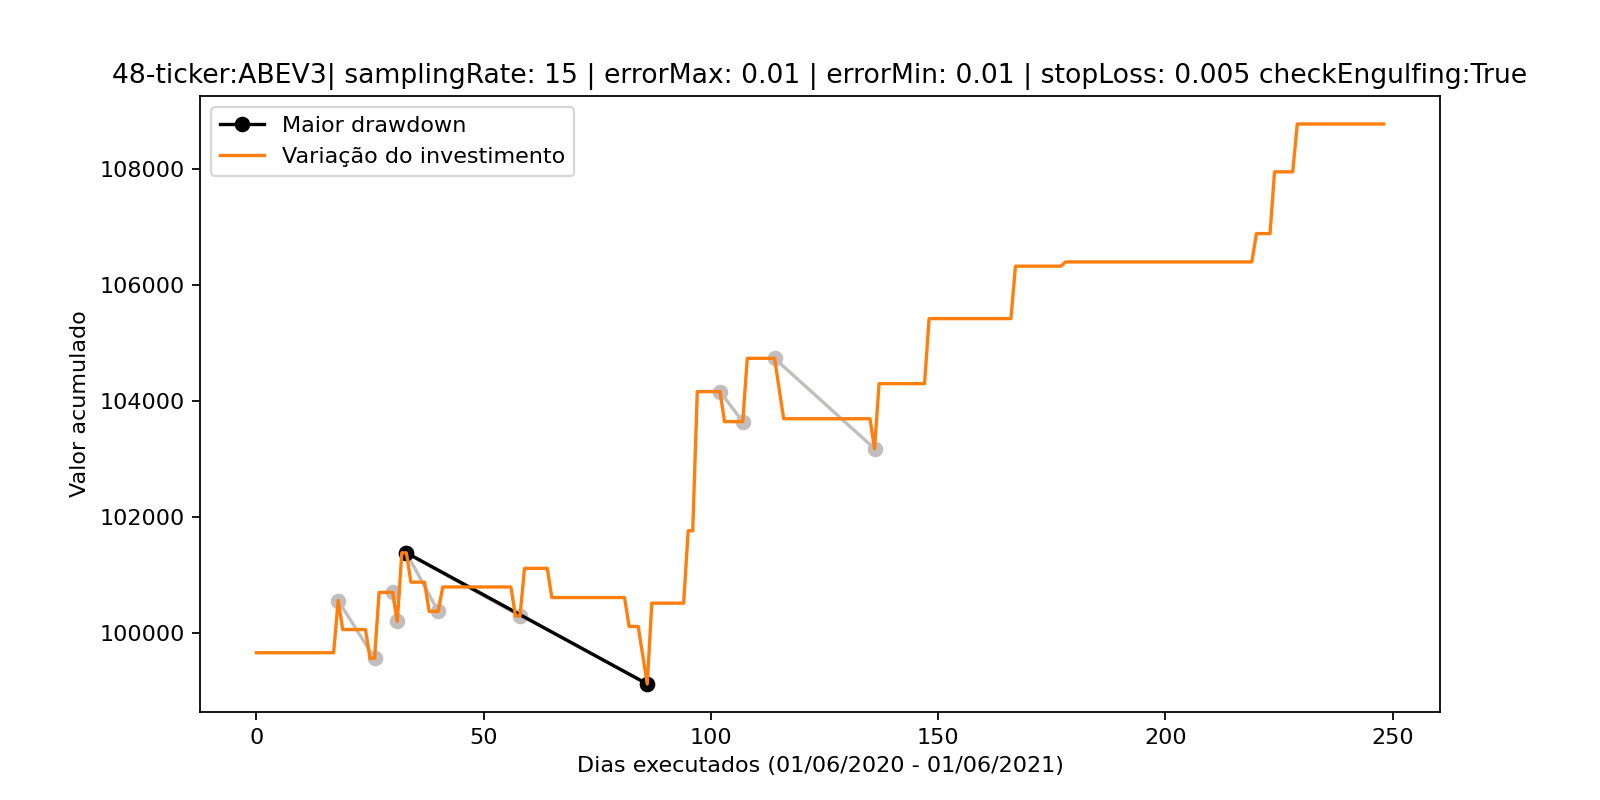 48-ticker:ABEV3| samplingRate: 15 | errorMax: 0.01 | errorMin: 0.01 | stopLoss: 0.005 checkEngulfing:True
Maior drawdown
Variação do investimento
108000
106000
104000
102000
100000
Valor acumulado
0 50 100 150 200 250
Dias executados (01/06/2020 - 01/06/2021)